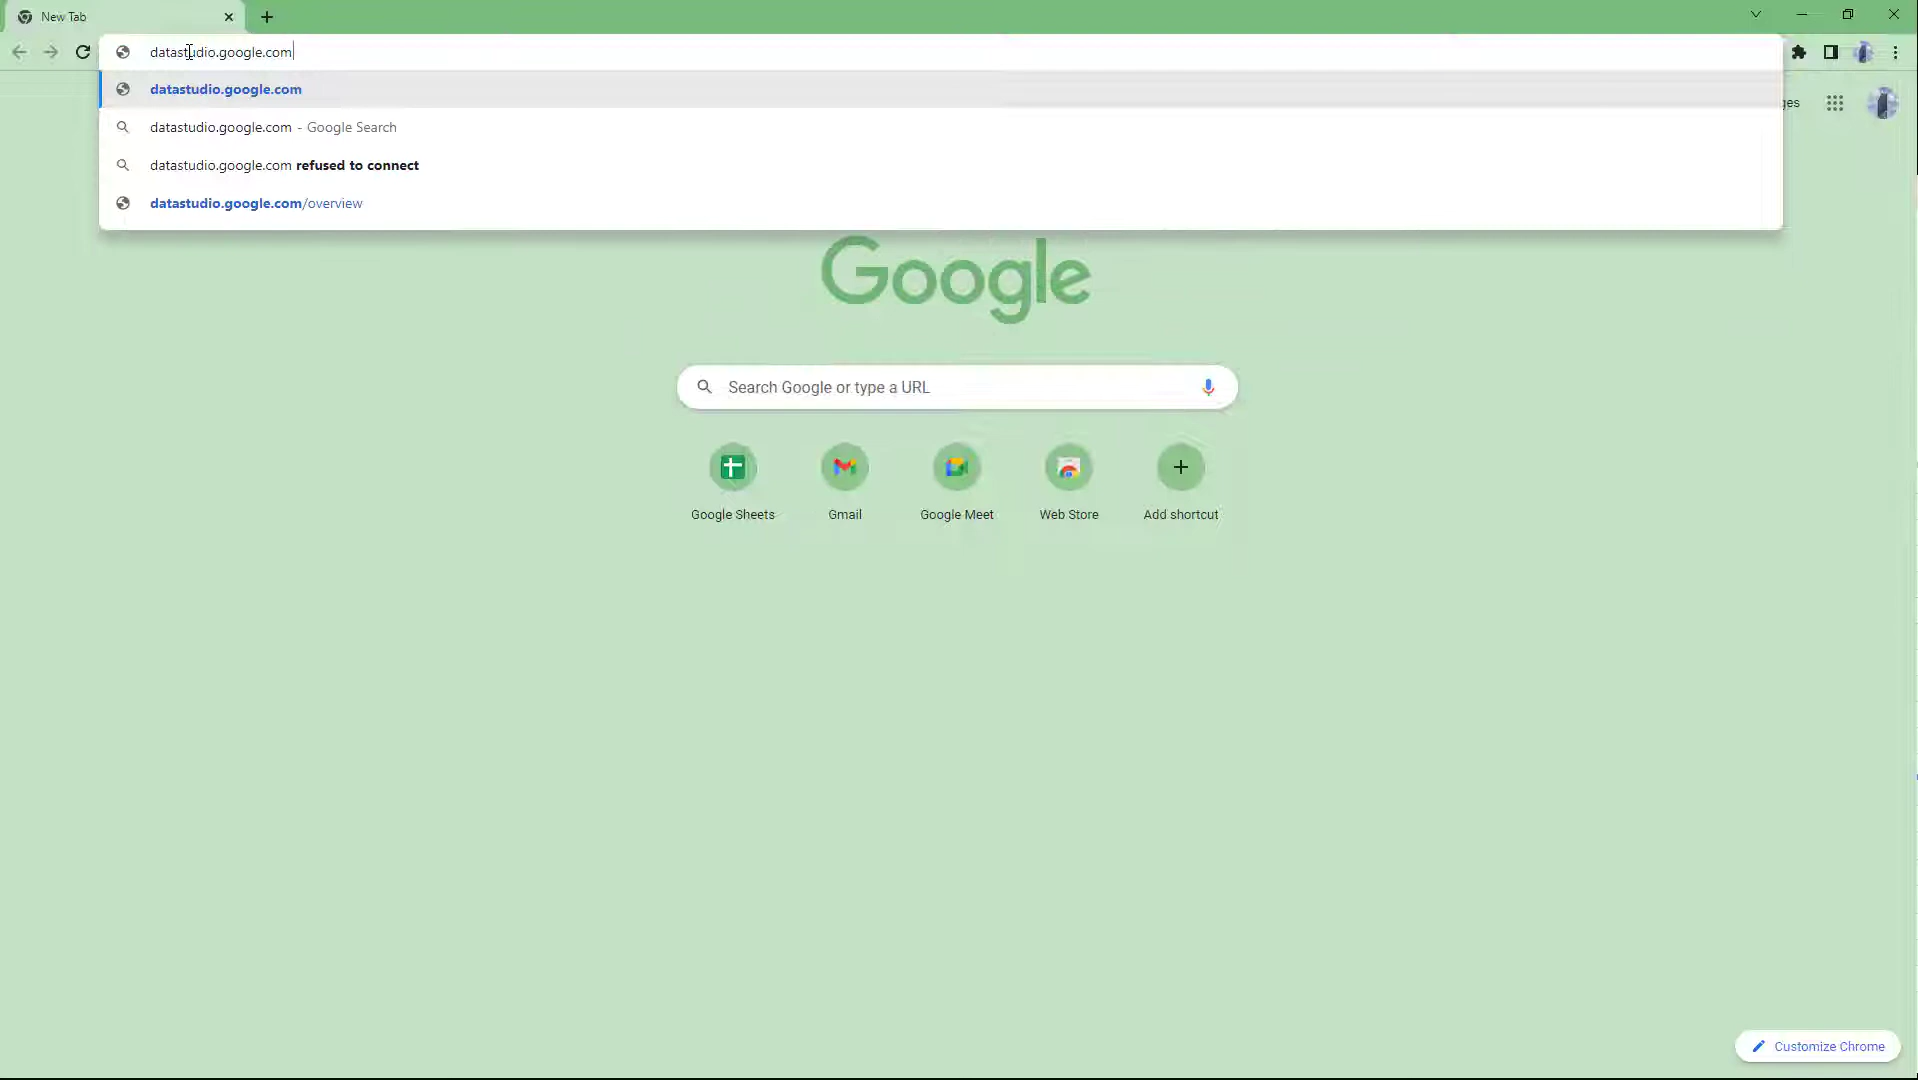 New Tab
datastudio.google.com
datastudio.google.com
datastudio.google.com - Google Search
datastudio.google.com refused to connect
datastudio.google.com/overview
ges
Google
Search Google or type a URL
Google Sheets
Gmail
Google Meet
Web Store
Add shortcut
Customize Chrome